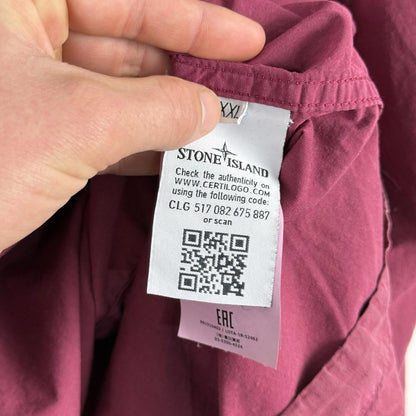 XXL
STONE ISLAND
Check the authenticity on
WWW.CERTILOGO.COM
using the following code:
CLG 517 082 675 887
or scan
EAC